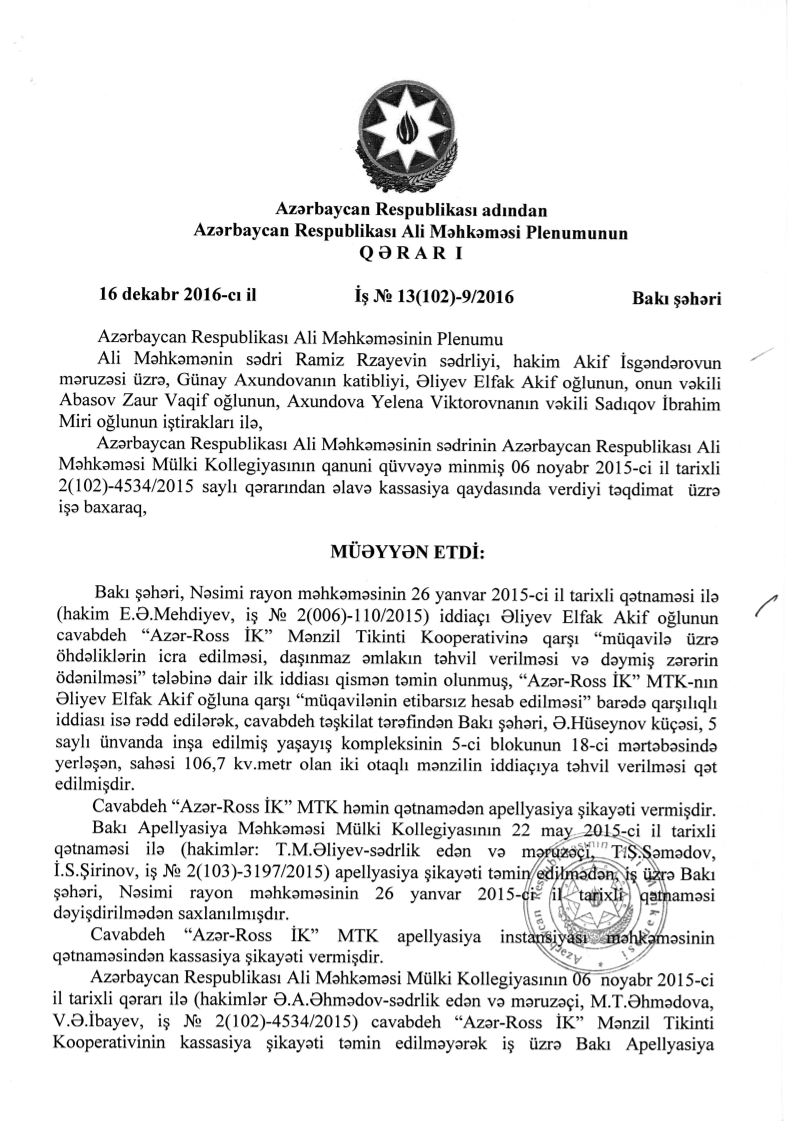 Azərbaycan Respublikası adından
Azərbaycan Respublikası Ali Məhkəməsi Plenumunun
Q Ə R A R I
16 dekabr 2016-cı il İş № 13(102)-9/2016 Bakı şəhəri
Azərbaycan Respublikası Ali Məhkəməsinin Plenumu
Ali Məhkəmənin sədri Ramiz Rzayevin sədrliyi, hakim Akif İsgəndərovun
məruzəsi üzrə, Günay Axundovanın katibliyi, Əliyev Elfak Akif oğlunun, onun vəkili
Abasov Zaur Vaqif oğlunun, Axundova Yelena Viktorovnanın vəkili Sadıqov İbrahim
Miri oğlunun iştirakları ilə,
Azərbaycan Respublikası Ali Məhkəməsinin sədrinin Azərbaycan Respublikası Ali
Məhkəməsi Mülki Kollegiyasının qanuni qüvvəyə minmiş 06 noyabr 2015-ci il tarixli
2(102)-4534/2015 saylı qərarından əlavə kassasiya qaydasında verdiyi təqdimat üzrə
işə baxaraq,
MÜƏYYƏN ETDİ:
Bakı şəhəri, Nəsimi rayon məhkəməsinin 26 yanvar 2015-ci il tarixli qətnaməsi ilə
(hakim E.Ə.Mehdiyev, iş № 2(006)-110/2015) iddiaçı Əliyev Elfak Akif oğlunun
cavabdeh “Azər-Ross İK” Mənzil Tikinti Kooperativinə qarşı “müqavilə üzrə
öhdəliklərin icra edilməsi, daşınmaz əmlakın təhvil verilməsi və dəymiş zərərin
ödənilməsi” tələbinə dair ilk iddiası qismən təmin olunmuş, “Azər-Ross İK” MTK-nın
Əliyev Elfak Akif oğluna qarşı “müqavilənin etibarsız hesab edilməsi” barədə qarşılıqlı
iddiası isə rədd edilərək, cavabdeh təşkilat tərəfindən Bakı şəhəri, Ə.Hüseynov küçəsi, 5
saylı ünvanda inşa edilmiş yaşayış kompleksinin 5-ci blokunun 18-ci mərtəbəsində
yerləşən, sahəsi 106,7 kv.metr olan iki otaqlı mənzilin iddiaçıya təhvil verilməsi qət
edilmişdir.
Cavabdeh “Azər-Ross İK” MTK həmin qətnamədən apellyasiya şikayəti vermişdir.
Bakı Apellyasiya Məhkəməsi Mülki Kollegiyasının 22 may 2015-ci il tarixli
qətnaməsi ilə (hakimlər: T.M.Əliyev-sədrlik edən və məruzəçi, T.Ş.Səmədov,
İ.S.Şirinov, iş № 2(103)-3197/2015) apellyasiya şikayəti təmin edilmədən, iş üzrə Bakı
şəhəri, Nəsimi rayon məhkəməsinin 26 yanvar 2015-ci il tarixli qətnaməsi
dəyişdirilmədən saxlanılmışdır.
Cavabdeh “Azər-Ross İK” MTK apellyasiya instansiyası məhkəməsinin
qətnaməsindən kassasiya şikayəti vermişdir.
Azərbaycan Respublikası Ali Məhkəməsi Mülki Kollegiyasının 06 noyabr 2015-ci
il tarixli qərarı ilə (hakimlər Ə.A.Əhmədov-sədrlik edən və məruzəçi, M.T.Əhmədova,
V.Ə.İbayev, iş № 2(102)-4534/2015) cavabdeh “Azər-Ross İK” Mənzil Tikinti
Kooperativinin kassasiya şikayəti təmin edilməyərək iş üzrə Bakı Apellyasiya